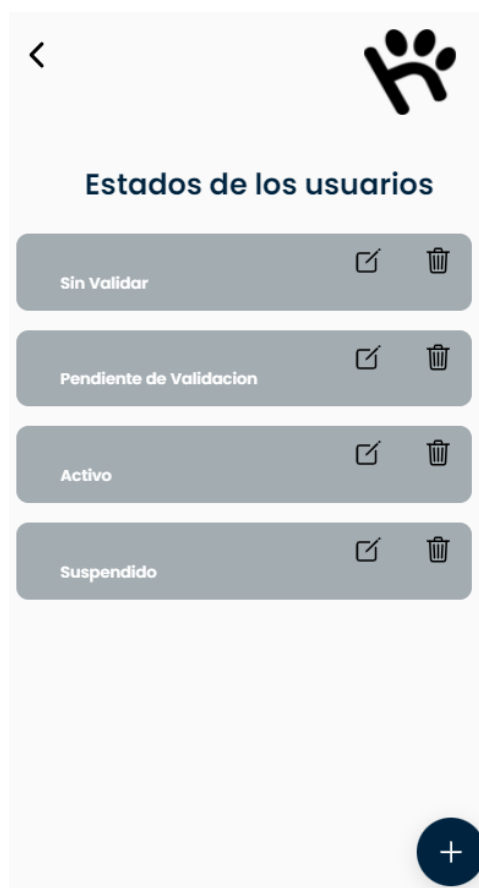 Estados de los usuarios
Sin Validar
Pendiente de Validacion
Activo
Suspendido